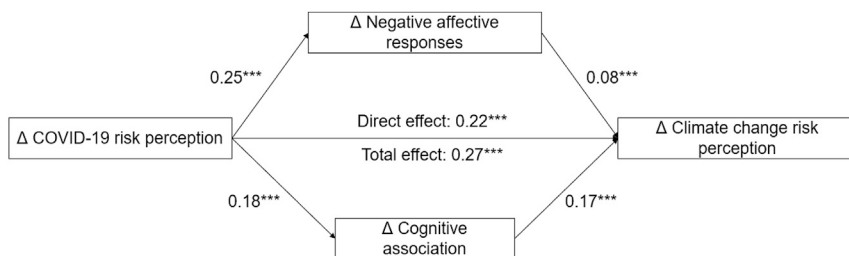 Δ Negative affective
responses
0.25***
0.08***
Δ COVID-19 risk perception
Direct effect: 0.22***
Total effect: 0.27***
Δ Climate change risk
perception
0.18***
0.17***
Δ Cognitive
association